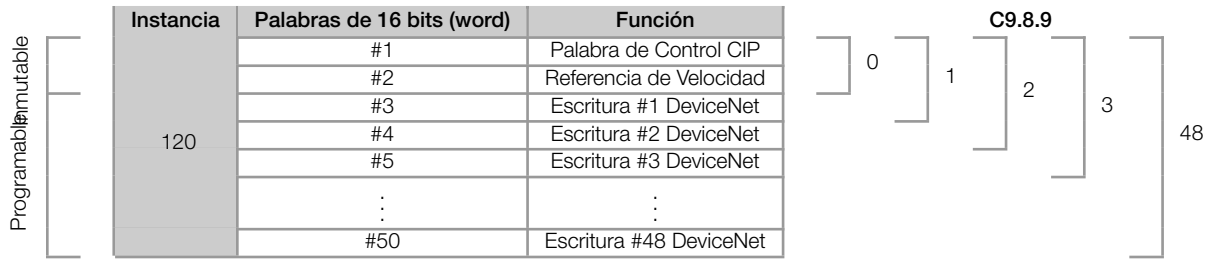 Instancia Palabras de 16 bits (word) Función C9.8.9
#1 Palabra de Control CIP
#2 Referencia de Velocidad
#3 Escritura #1 DeviceNet
#4 Escritura #2 DeviceNet
#5 Escritura #3 DeviceNet
120
.
.
.
.
.
.
#50 Escritura #48 DeviceNet
0
1
2
3
48
Programable